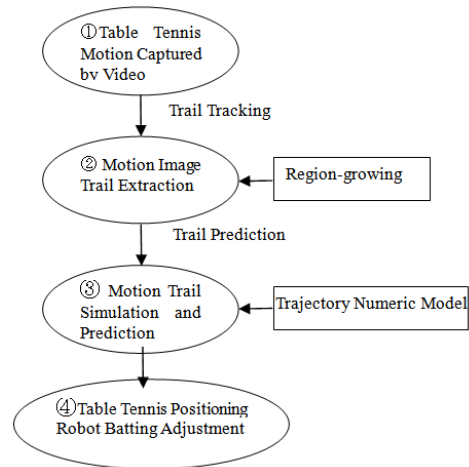 ①Table Tennis
Motion Captured
by Video
Trail Tracking
② Motion Image
Trail Extraction
Region-growing
Trail Prediction
③ Motion Trail
Simulation and
Prediction
Trajectory Numeric Model
④Table Tennis Positioning
Robot Batting Adjustment